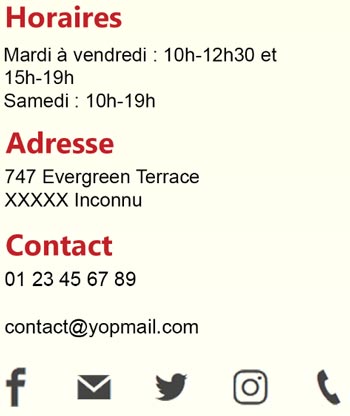 Horaires
Mardi à vendredi : 10h-12h30 et
15h-19h
Samedi : 10h-19h
Adresse
747 Evergreen Terrace
XXXXX Inconnu
Contact
01 23 45 67 89
contact@yopmail.com